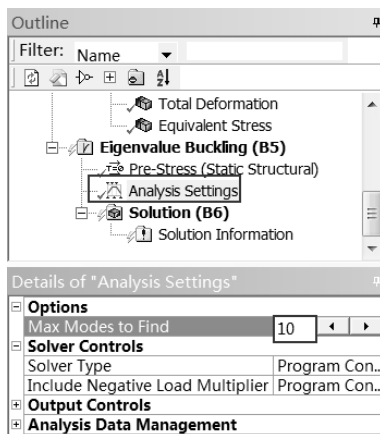 Outline
Filter: Name
Total Deformation
Equivalent Stress
Eigenvalue Buckling (B5)
Pre-Stress (Static Structural)
Analysis Settings
Solution (B6)
Solution Information
Details of "Analysis Settings"
Options
Max Modes to Find 10
Solver Controls
Solver Type Program Con...
Include Negative Load Multiplier Program Con...
Output Controls
Analysis Data Management